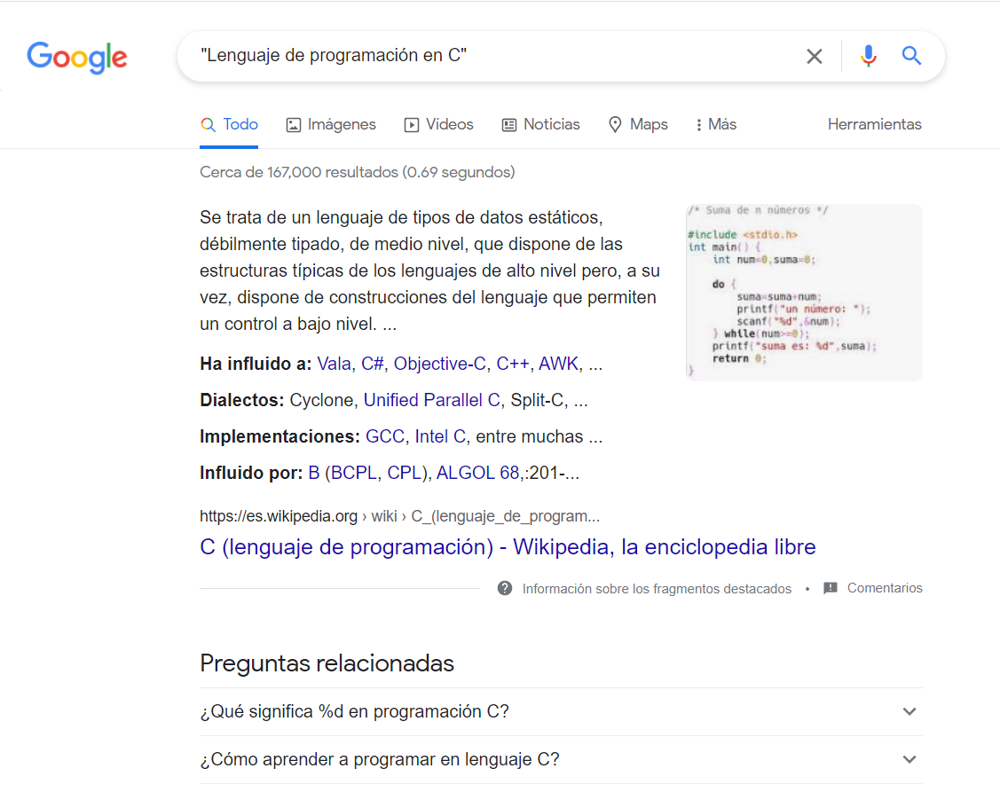 Google
"Lenguaje de programación en C"
Todo Imágenes Vídeos Noticias Maps Más Herramientas
Cerca de 167,000 resultados (0.69 segundos)
Se trata de un lenguaje de tipos de datos estáticos,
débilmente tipado, de medio nivel, que dispone de las
estructuras típicas de los lenguajes de alto nivel pero, a su
vez, dispone de construcciones del lenguaje que permiten
un control a bajo nivel. ...
Ha influido a: Vala, C#, Objective-C, C++, AWK, ...
Dialectos: Cyclone, Unified Parallel C, Split-C, ...
Implementaciones: GCC, Intel C, entre muchas ...
Influido por: B (BCPL, CPL), ALGOL 68,:201-...
/* Suma de n números */
#include <stdio.h>
int main() {
int num=0,suma=0;
do {
suma=suma+num;
printf("un número: ");
scanf("%d",&num);
} while(num>=0);
printf("suma es: %d",suma);
return 0;
}
https://es.wikipedia.org › wiki › C_(lenguaje_de_program...
C (lenguaje de programación) - Wikipedia, la enciclopedia libre
Información sobre los fragmentos destacados • Comentarios
Preguntas relacionadas
¿Qué significa %d en programación C?
¿Cómo aprender a programar en lenguaje C?